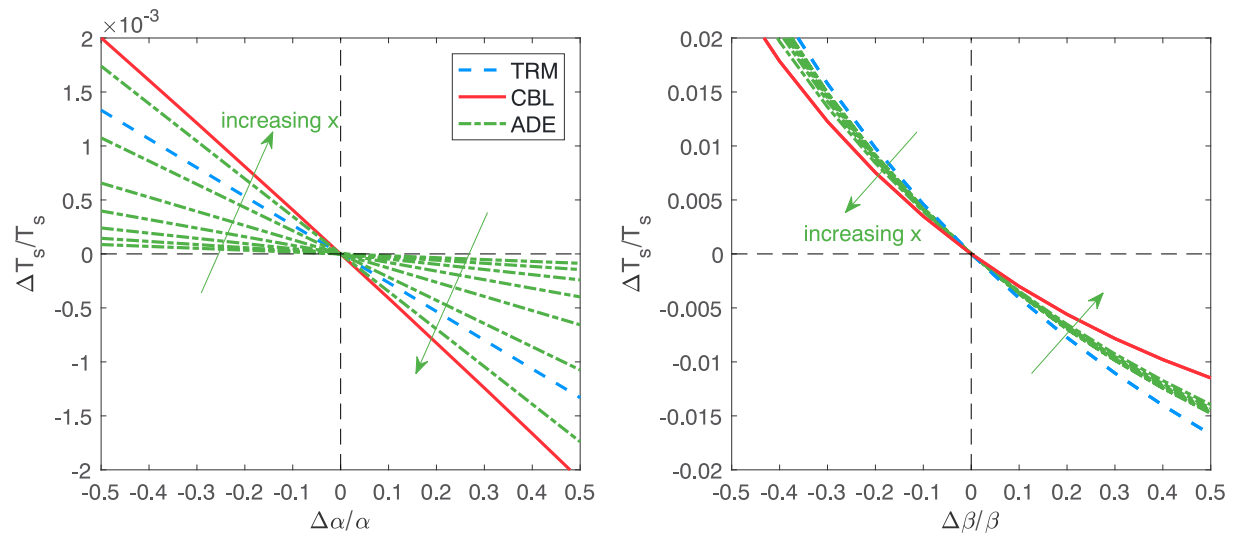 ×10⁻³
2
1.5
1
0.5
0
-0.5
-1
-1.5
-2
ΔTₛ/Tₛ
-0.5 -0.4 -0.3 -0.2 -0.1 0 0.1 0.2 0.3 0.4 0.5
Δα/α
TRM
CBL
ADE
increasing x
0.02
0.015
0.01
0.005
0
-0.005
-0.01
-0.015
-0.02
ΔTₛ/Tₛ
-0.5 -0.4 -0.3 -0.2 -0.1 0 0.1 0.2 0.3 0.4 0.5
Δβ/β
increasing x